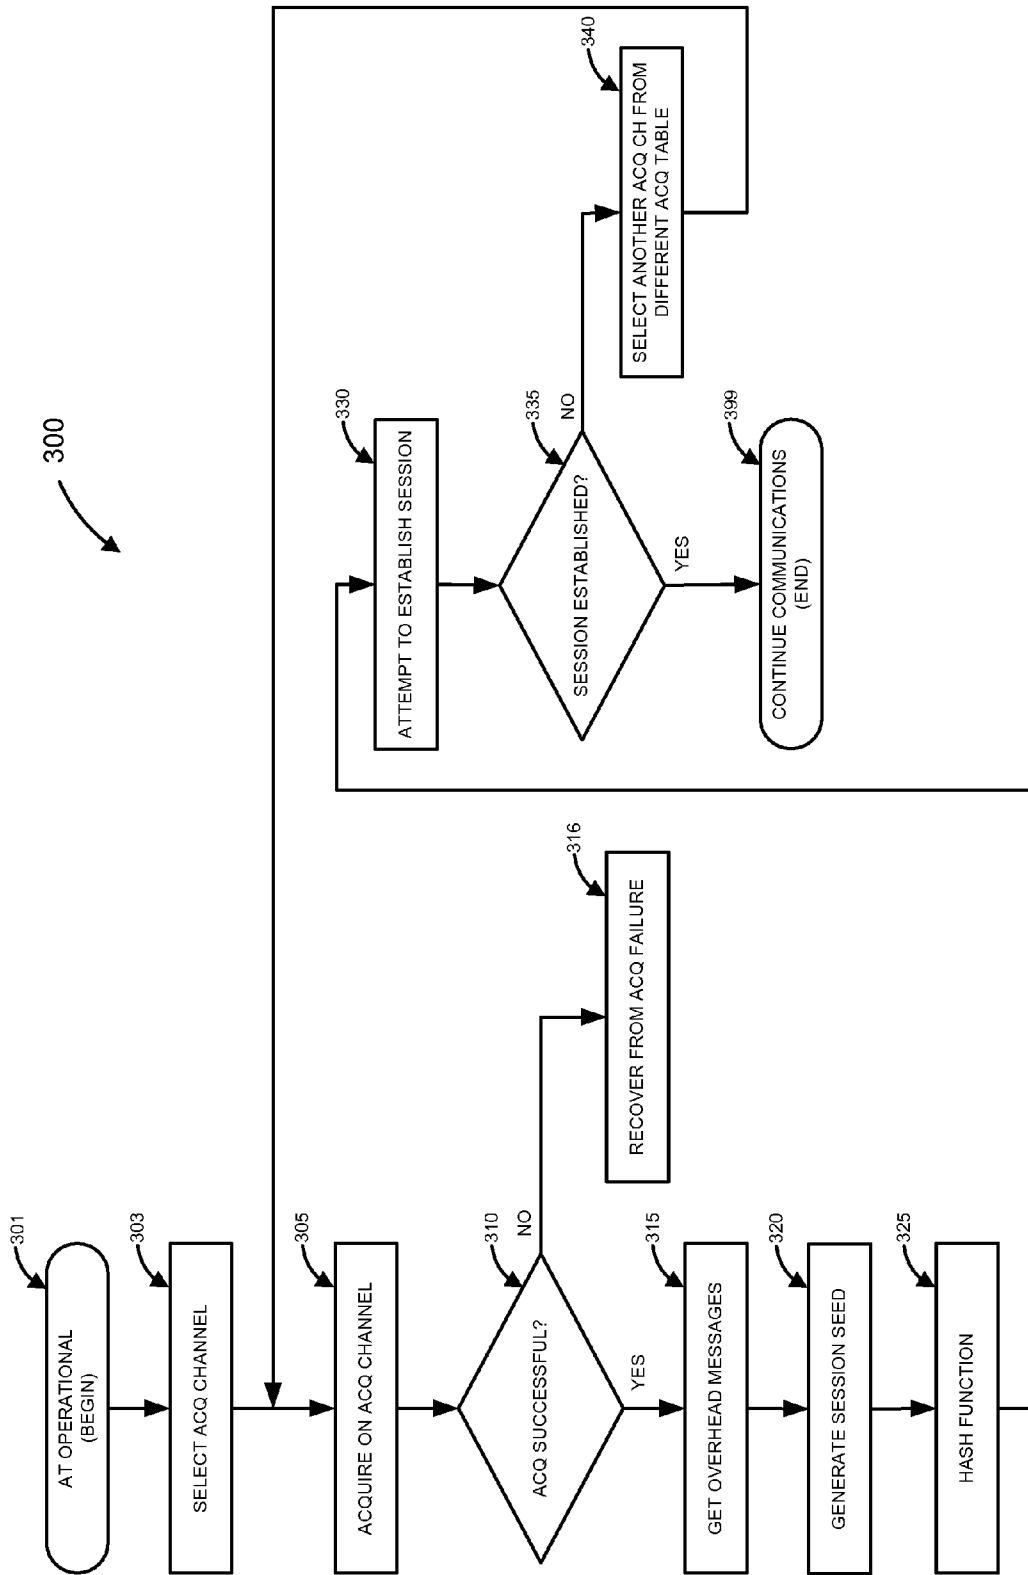 300
301
AT OPERATIONAL
(BEGIN)
303
SELECT ACQ CHANNEL
305
ACQUIRE ON ACQ CHANNEL
310
ACQ SUCCESSFUL?
NO
YES
316
RECOVER FROM ACQ FAILURE
315
GET OVERHEAD MESSAGES
320
GENERATE SESSION SEED
325
HASH FUNCTION
330
ATTEMPT TO ESTABLISH SESSION
335
SESSION ESTABLISHED?
NO
YES
340
SELECT ANOTHER ACQ CH FROM
DIFFERENT ACQ TABLE
399
CONTINUE COMMUNICATIONS
(END)